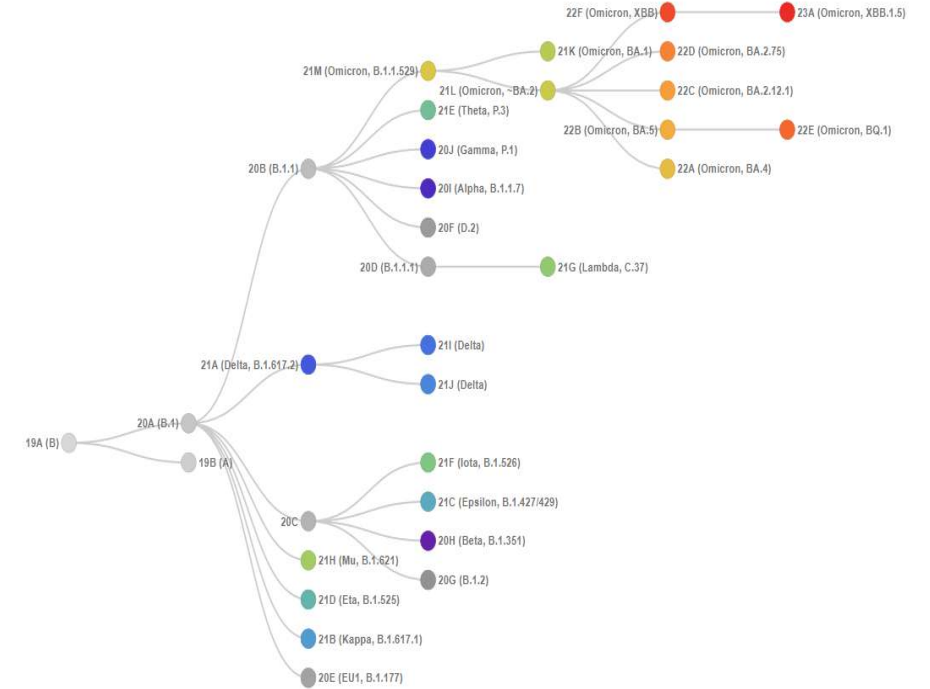 22F (Omicron, XBB)
23A (Omicron, XBB.1.5)
21K (Omicron, BA.1)
22D (Omicron, BA.2.75)
21M (Omicron, B.1.1.529)
21L (Omicron, ~BA.2)
22C (Omicron, BA.2.12.1)
21E (Theta, P.3)
22B (Omicron, BA.5)
22E (Omicron, BQ.1)
20J (Gamma, P.1)
20B (B.1.1)
22A (Omicron, BA.4)
20I (Alpha, B.1.1.7)
20F (D.2)
20D (B.1.1.1)
21G (Lambda, C.37)
21I (Delta)
21A (Delta, B.1.617.2)
21J (Delta)
20A (B.1)
19A (B)
19B (A)
21F (Iota, B.1.526)
21C (Epsilon, B.1.427/429)
20C
20H (Beta, B.1.351)
21H (Mu, B.1.621)
20G (B.1.2)
21D (Eta, B.1.525)
21B (Kappa, B.1.617.1)
20E (EU1, B.1.177)